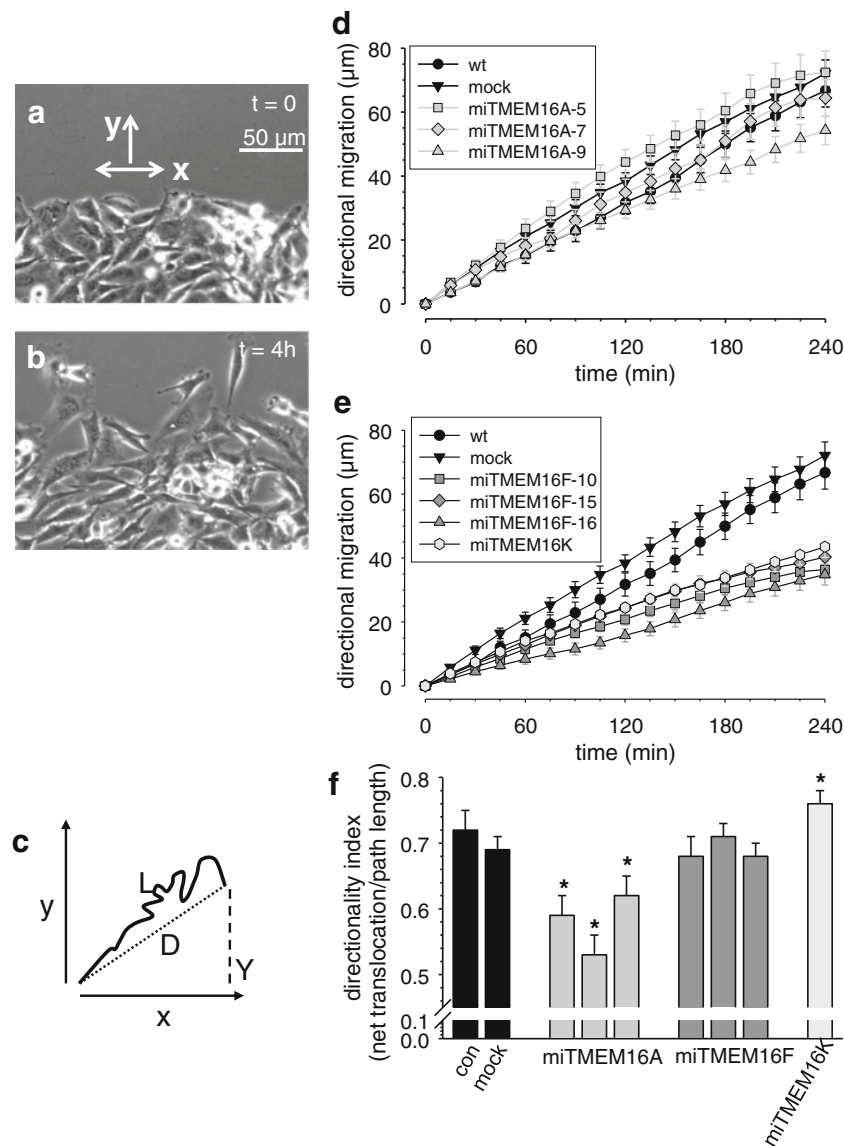 a
t = 0
y
50 µm
x
b
t = 4h
c
y
L
D
Y
x
d
directional migration (µm)
80
60
40
20
0
wt
mock
miTMEM16A-5
miTMEM16A-7
miTMEM16A-9
0 60 120 180 240
time (min)
e
directional migration (µm)
80
60
40
20
0
wt
mock
miTMEM16F-10
miTMEM16F-15
miTMEM16F-16
miTMEM16K
0 60 120 180 240
time (min)
f
directionality index
(net translocation/path length)
0.8
0.7
0.6
0.5
0.1
0.0
* * * *
con
mock
miTMEM16A
miTMEM16F
miTMEM16K